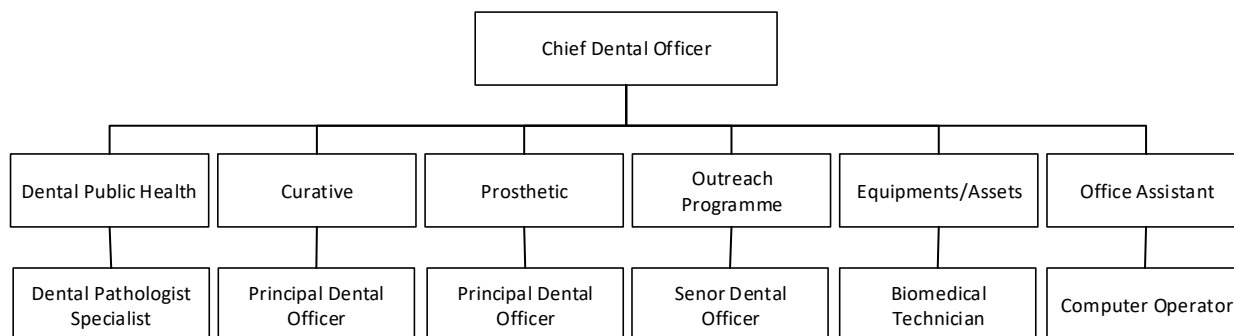 Chief Dental Officer
Dental Public Health
Curative
Prosthetic
Outreach
Programme
Equipments/Assets
Office Assistant
Dental Pathologist
Specialist
Principal Dental
Officer
Principal Dental
Officer
Senor Dental
Officer
Biomedical
Technician
Computer Operator